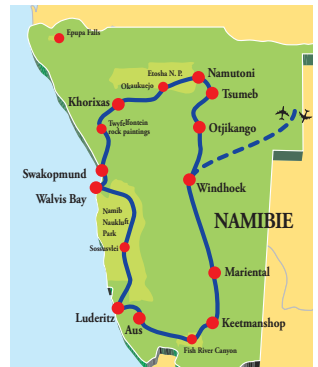 Epupa Falls
Etosha N. P.
Namutoni
Okaukuejo
Tsumeb
Khorixas
Twyfelfontein
rock paintings
Otjikango
Swakopmund
Walvis Bay
Windhoek
Namib
Naukluft
Park
NAMIBIE
Sossusvlei
Mariental
Luderitz
Aus
Keetmanshop
Fish River Canyon